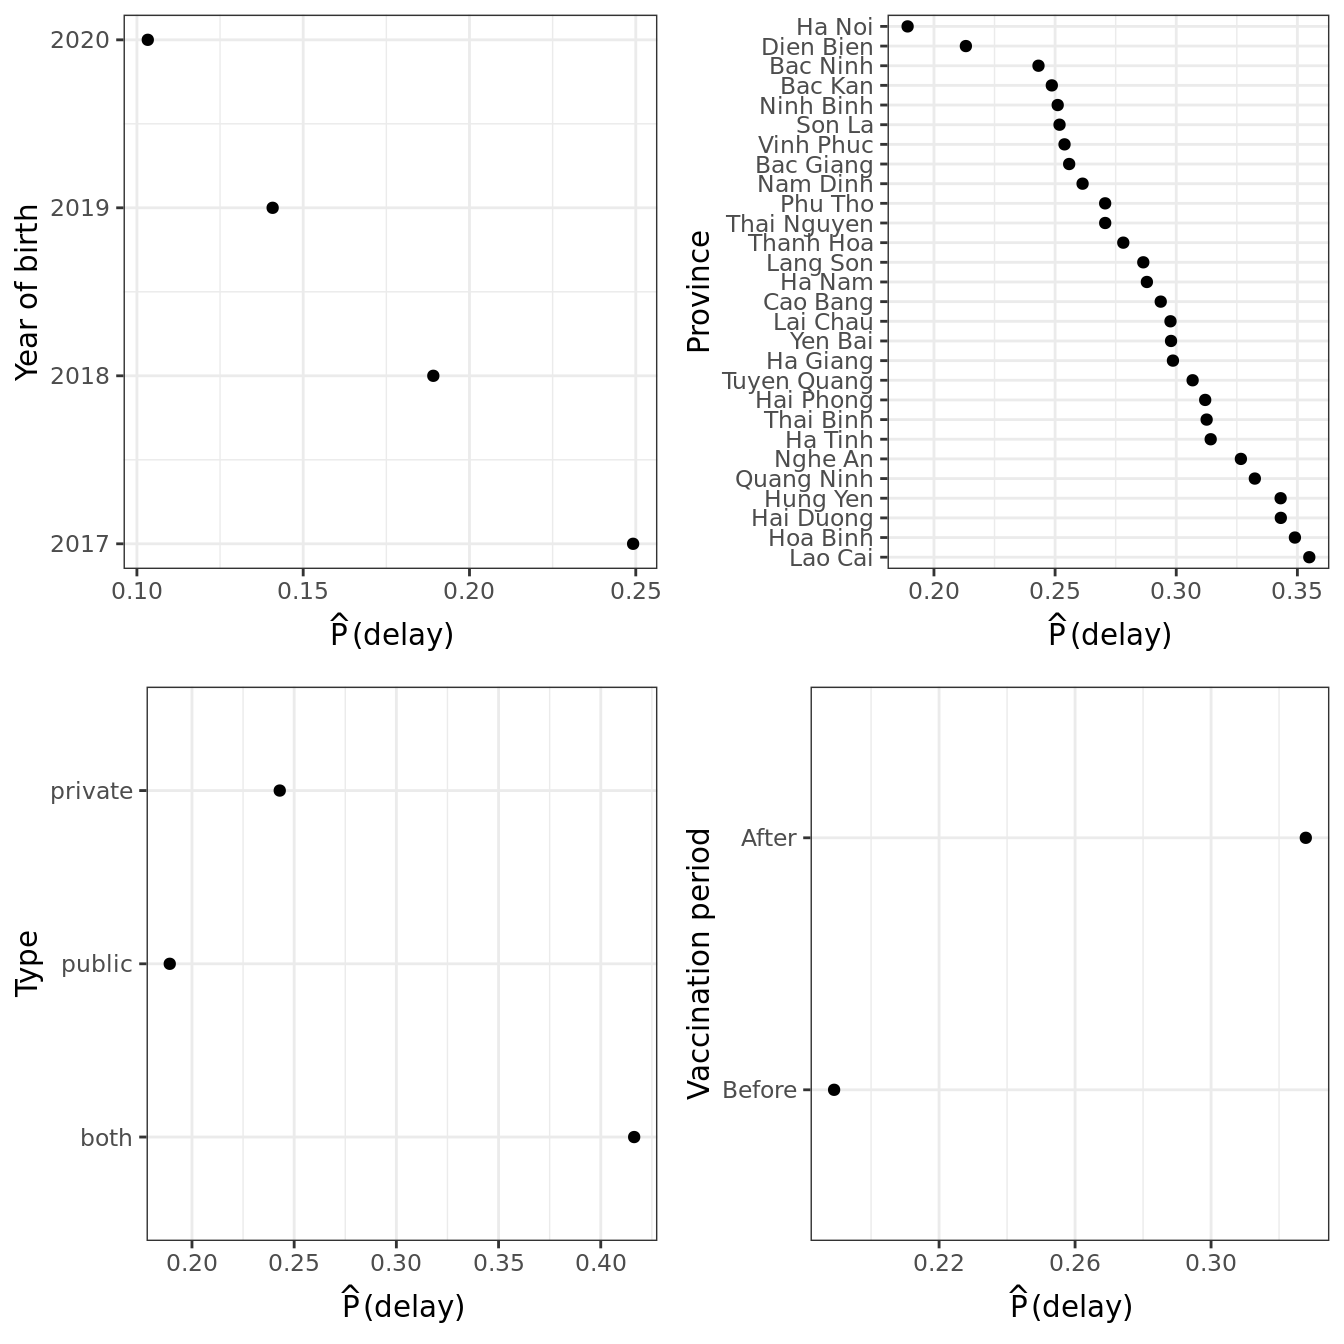 Year of birth
2020
2019
2018
2017
0.10 0.15 0.20 0.25
P̂(delay)
Province
Ha Noi
Dien Bien
Bac Ninh
Bac Kan
Ninh Binh
Son La
Vinh Phuc
Bac Giang
Nam Dinh
Phu Tho
Thai Nguyen
Thanh Hoa
Lang Son
Ha Nam
Cao Bang
Lai Chau
Yen Bai
Ha Giang
Tuyen Quang
Hai Phong
Thai Binh
Ha Tinh
Nghe An
Quang Ninh
Hung Yen
Hai Duong
Hoa Binh
Lao Cai
0.20 0.25 0.30 0.35
P̂(delay)
Type
private
public
both
0.20 0.25 0.30 0.35 0.40
P̂(delay)
Vaccination period
After
Before
0.22 0.26 0.30
P̂(delay)